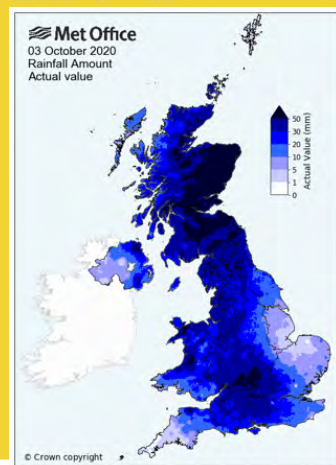 Met Office
03 October 2020
Rainfall Amount
Actual value
50
30
20
10
5
1
0
Actual Value (mm)
© Crown copyright